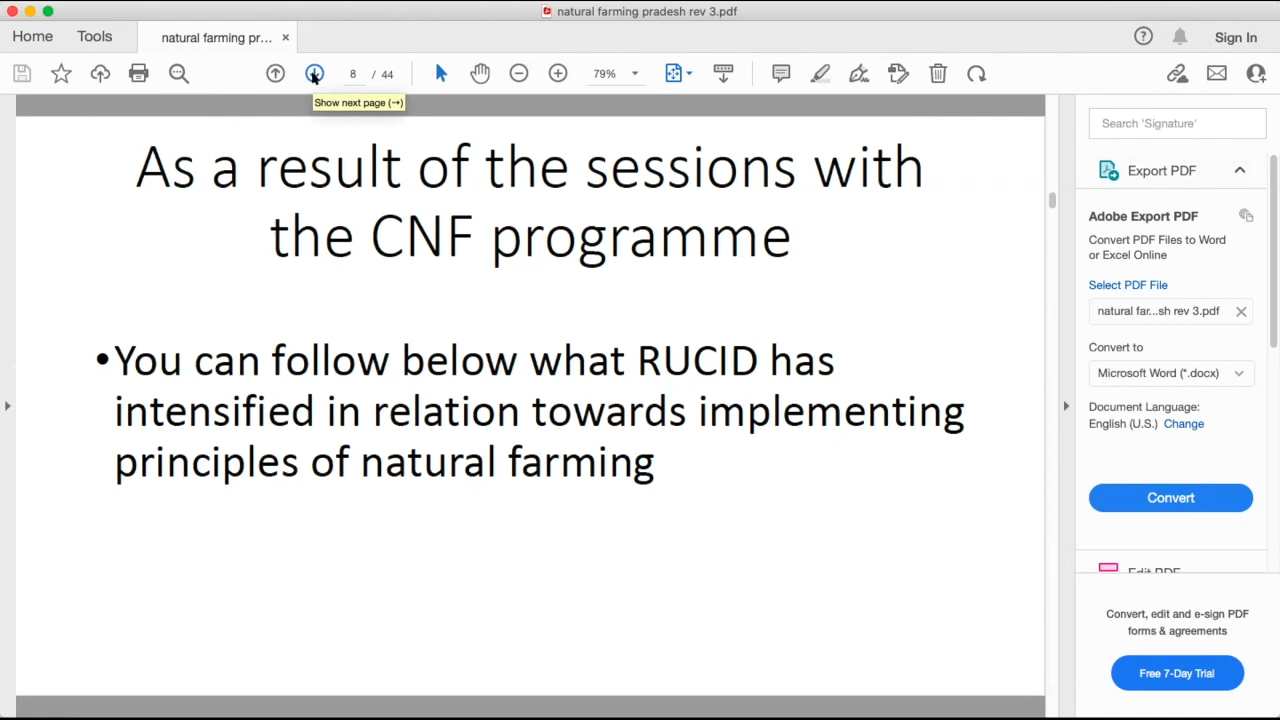 natural farming pradesh rev 3.pdf
Home
Tools
natural farming pr... ×
Sign In
8 / 44
79%
Show next page (→)
As a result of the sessions with
the CNF programme
•You can follow below what RUCID has
intensified in relation towards implementing
principles of natural farming
Search 'Signature'
Export PDF
Adobe Export PDF
Convert PDF Files to Word
or Excel Online
Select PDF File
natural far...sh rev 3.pdf
Convert to
Microsoft Word (*.docx)
Document Language:
English (U.S.) Change
Convert
Edit PDF
Convert, edit and e-sign PDF
forms & agreements
Free 7-Day Trial